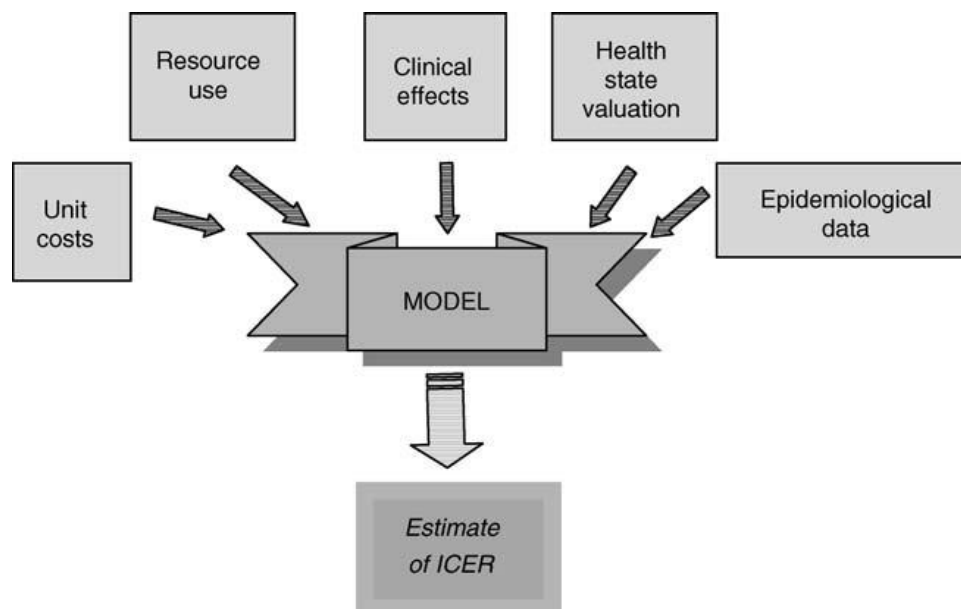 Resource
use
Clinical
effects
Health
state
valuation
Unit
costs
Epidemiological
data
MODEL
Estimate
of ICER